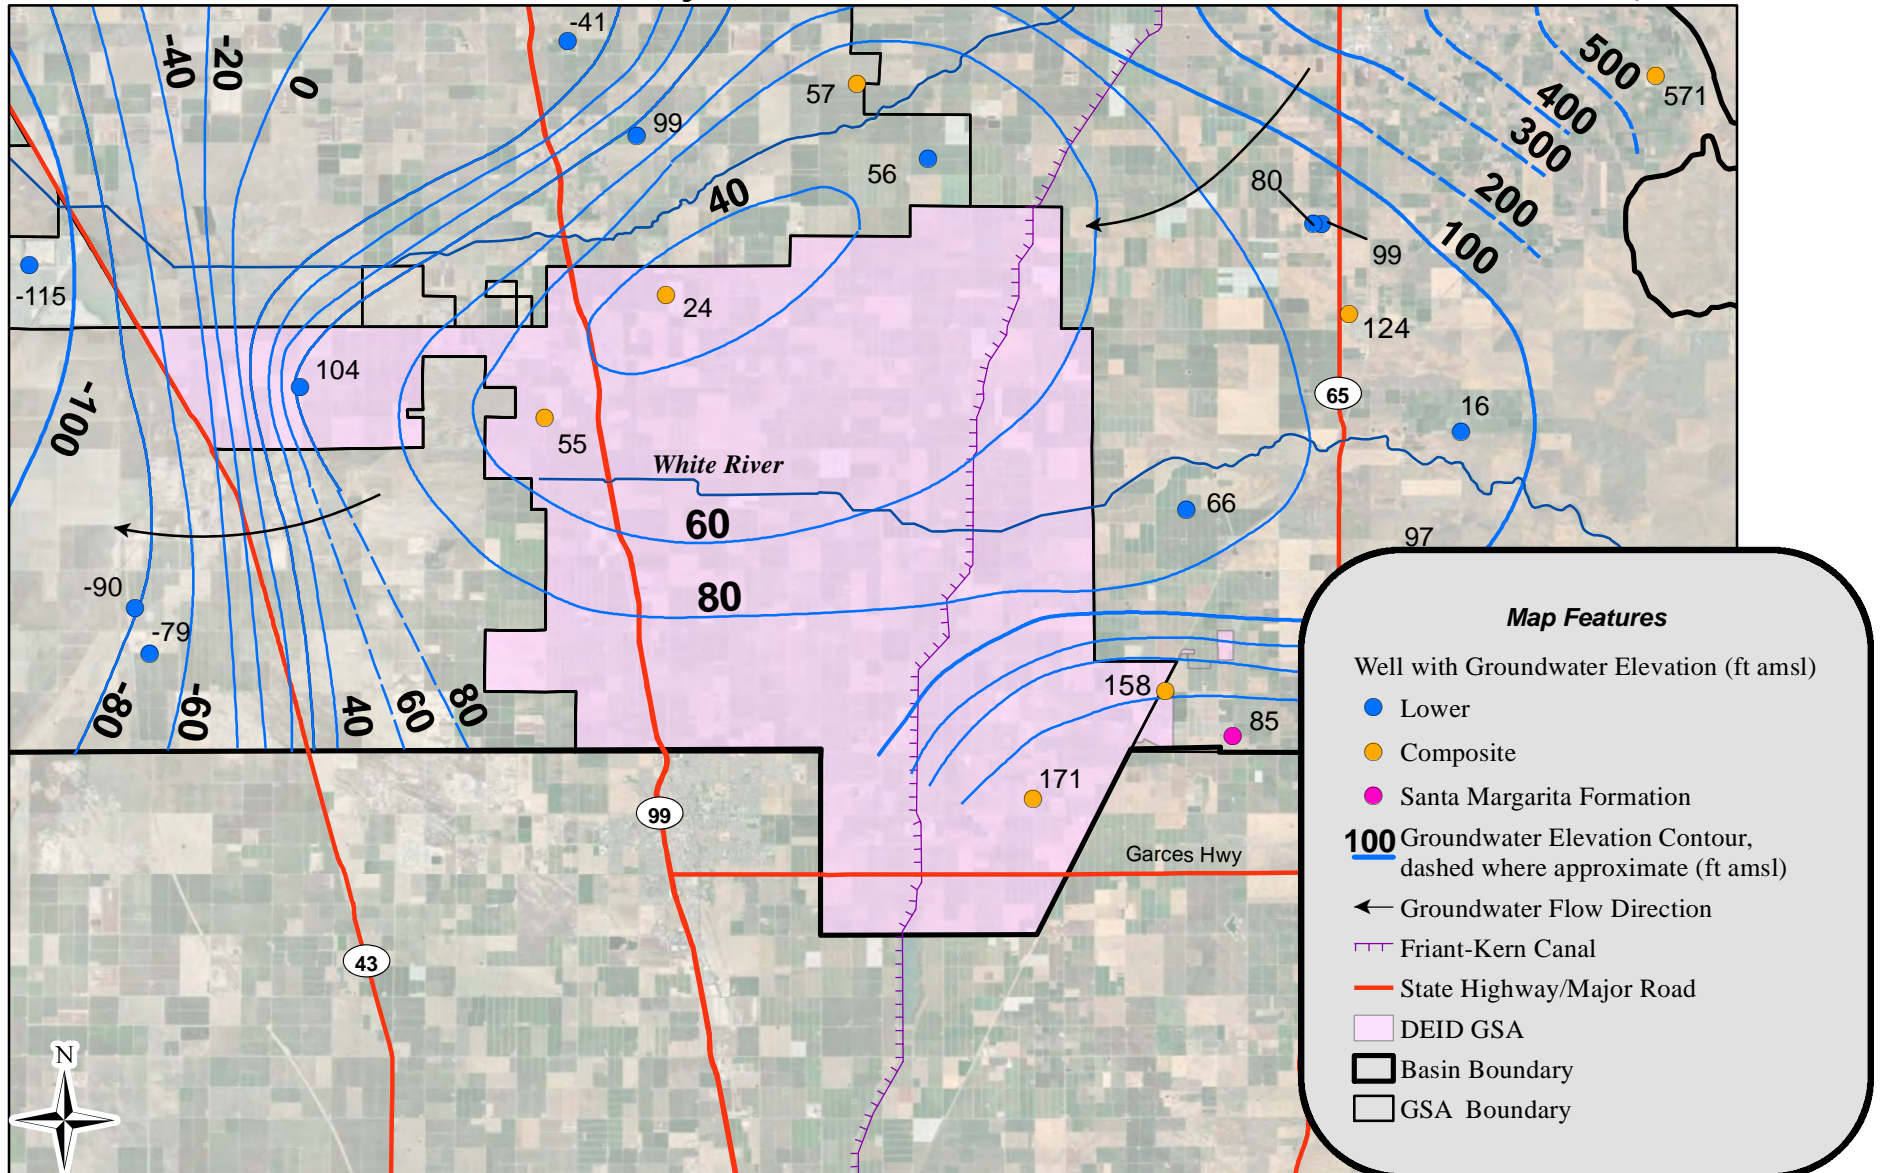 -41
-40
-20
0
57
99
56
40
500
571
400
300
200
100
80
99
-115
24
124
104
-100
55
65
16
White River
66
60
97
80
-90
-79
-80
-60
40
60
80
158
85
171
99
Garces Hwy
43
N
Map Features
Well with Groundwater Elevation (ft amsl)
Lower
Composite
Santa Margarita Formation
100 Groundwater Elevation Contour,
dashed where approximate (ft amsl)
Groundwater Flow Direction
Friant-Kern Canal
State Highway/Major Road
DEID GSA
Basin Boundary
GSA Boundary